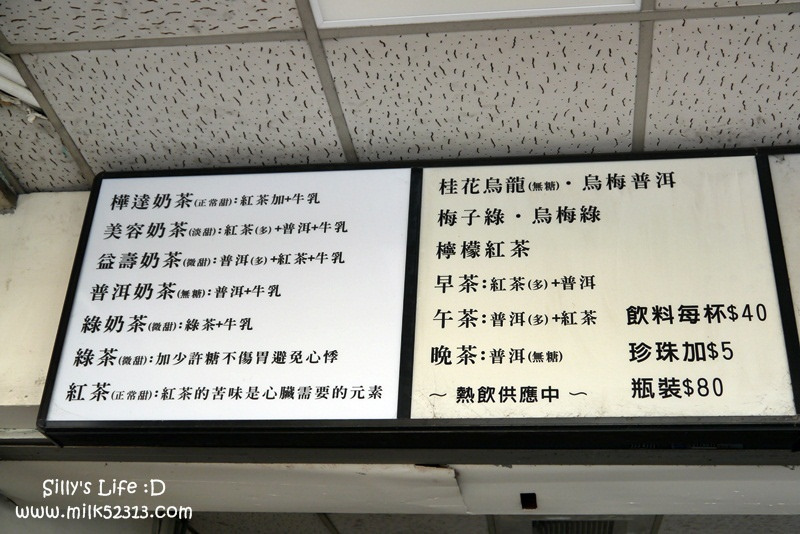 樺達奶茶(正常甜):紅茶加+牛乳
美容奶茶(淡甜):紅茶(多)+普洱+牛乳
益壽奶茶(微甜):普洱(多)+紅茶+牛乳
普洱奶茶(無糖):普洱+牛乳
綠奶茶(微甜):綠茶+牛乳
綠茶(微甜):加少許糖不傷胃避免心悸
紅茶(正常甜):紅茶的苦味是心臟需要的元素
桂花烏龍(無糖)・烏梅普洱
梅子綠・烏梅綠
檸檬紅茶
早茶:紅茶(多)+普洱
午茶:普洱(多)+紅茶
晚茶:普洱(無糖)
～ 熱飲供應中 ～
飲料每杯$40
珍珠加$5
瓶裝$80
Silly's Life :D
www.milk52313.com